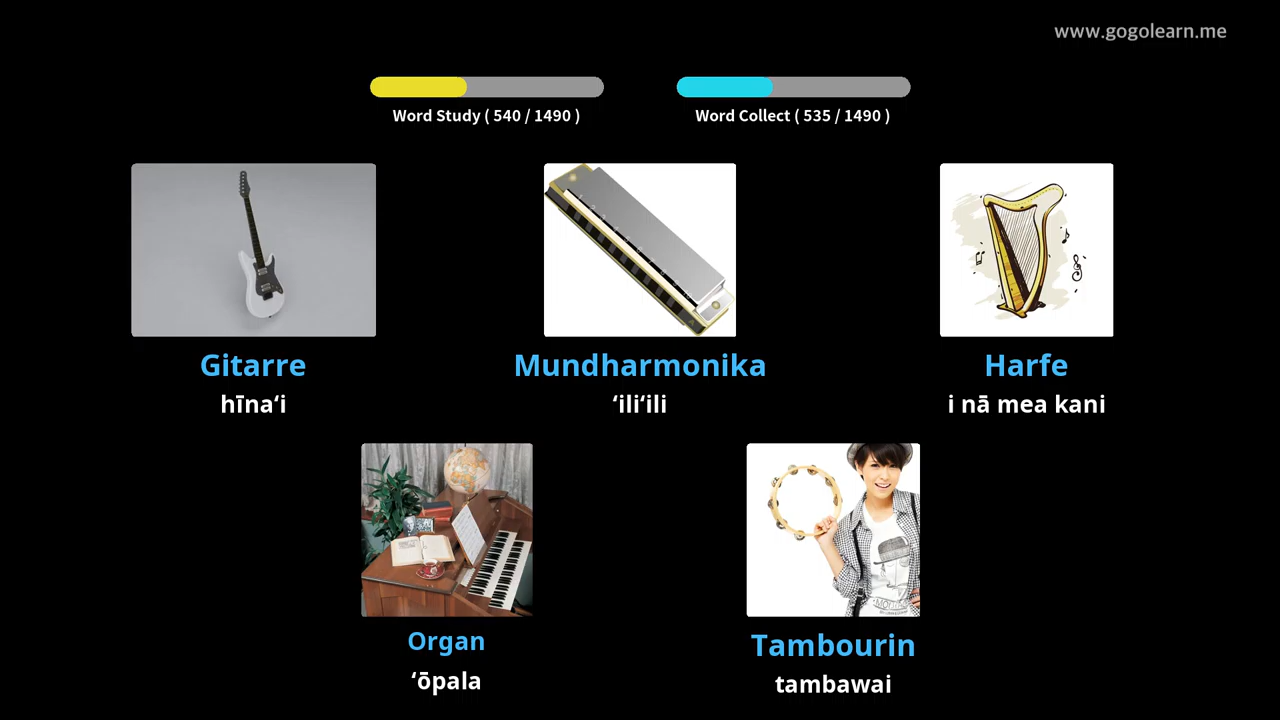 www.gogolearn.me
Word Study ( 540 / 1490 )
Word Collect ( 535 / 1490 )
Gitarre
hīnaʻi
Mundharmonika
ʻiliʻili
Harfe
i nā mea kani
Organ
ʻōpala
Tambourin
tambawai